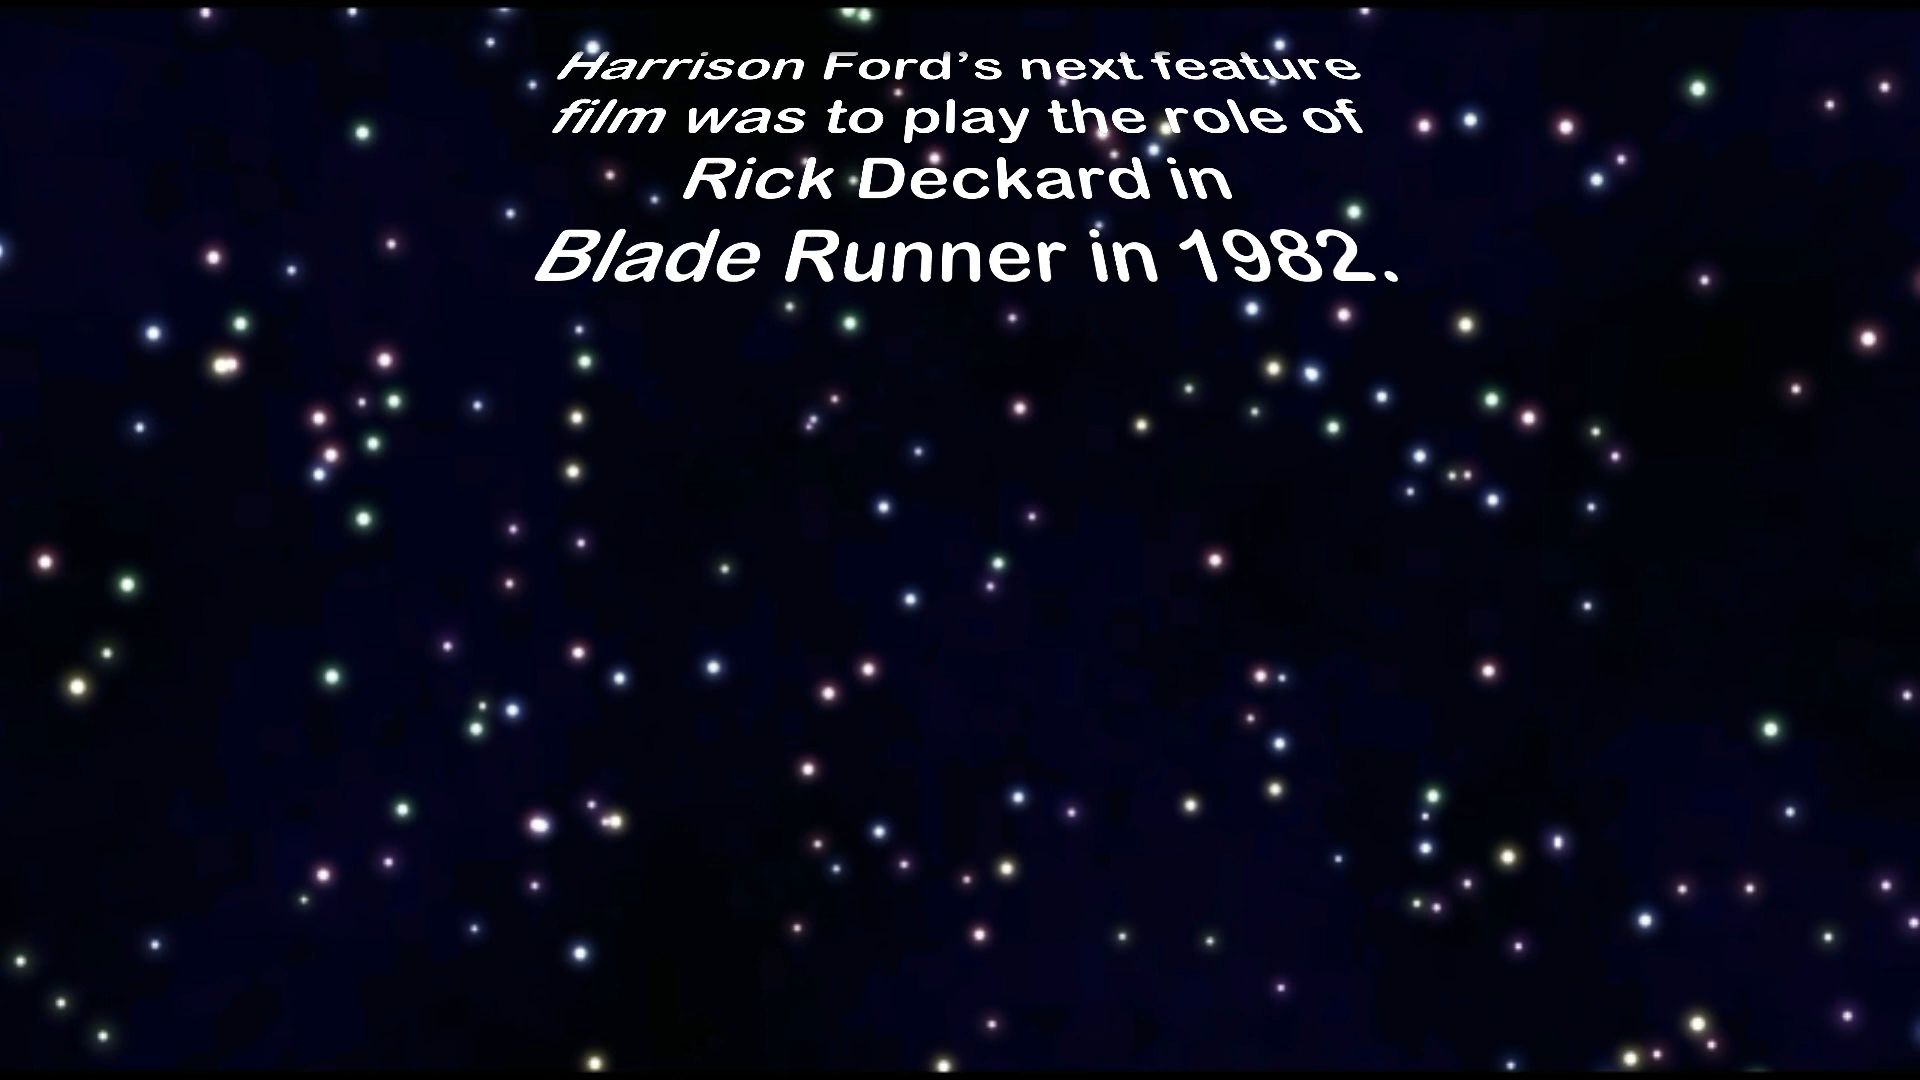 Harrison Ford’s next feature
film was to play the role of
Rick Deckard in
Blade Runner in 1982.